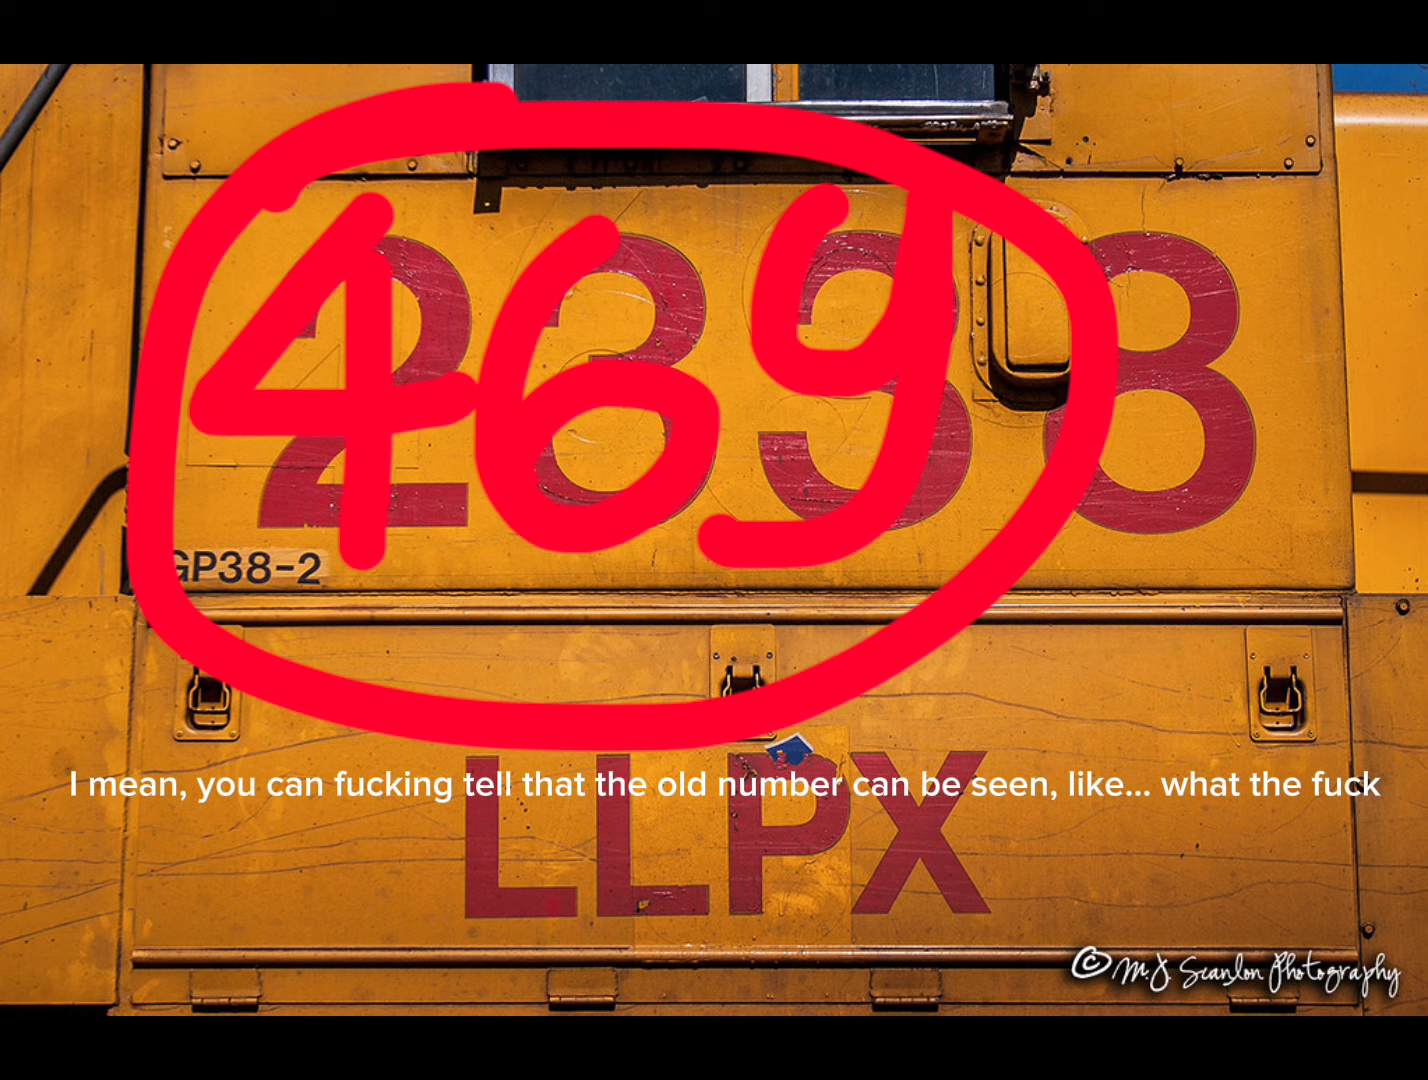 469
2338
GP38-2
I mean, you can fucking tell that the old number can be seen, like... what the fuck
LLPX
© M.J. Scanlon Photography